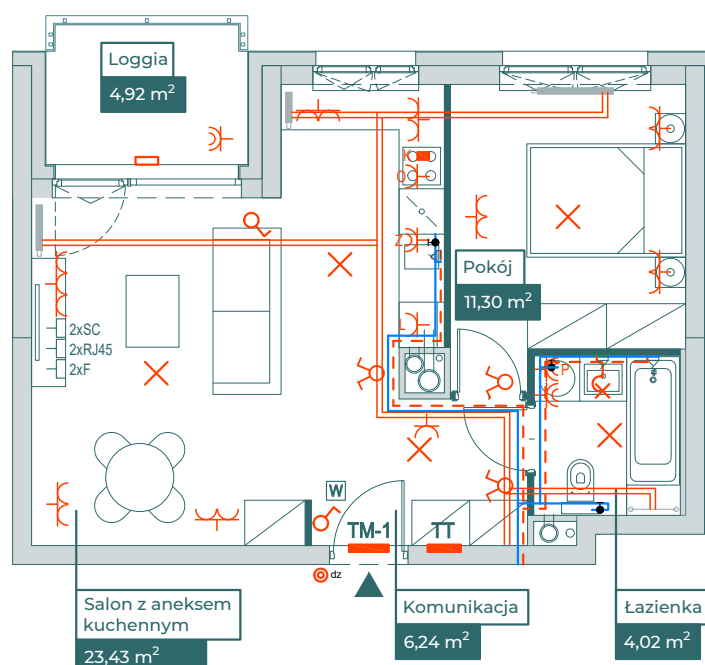 Loggia
4,92 m²
K
O
Z
L
Pokój
11,30 m²
P
2xSC
2xRJ45
2xF
W
TM-1
TT
dz
Salon z aneksem
kuchennym
23,43 m²
Komunikacja
6,24 m²
Łazienka
4,02 m²